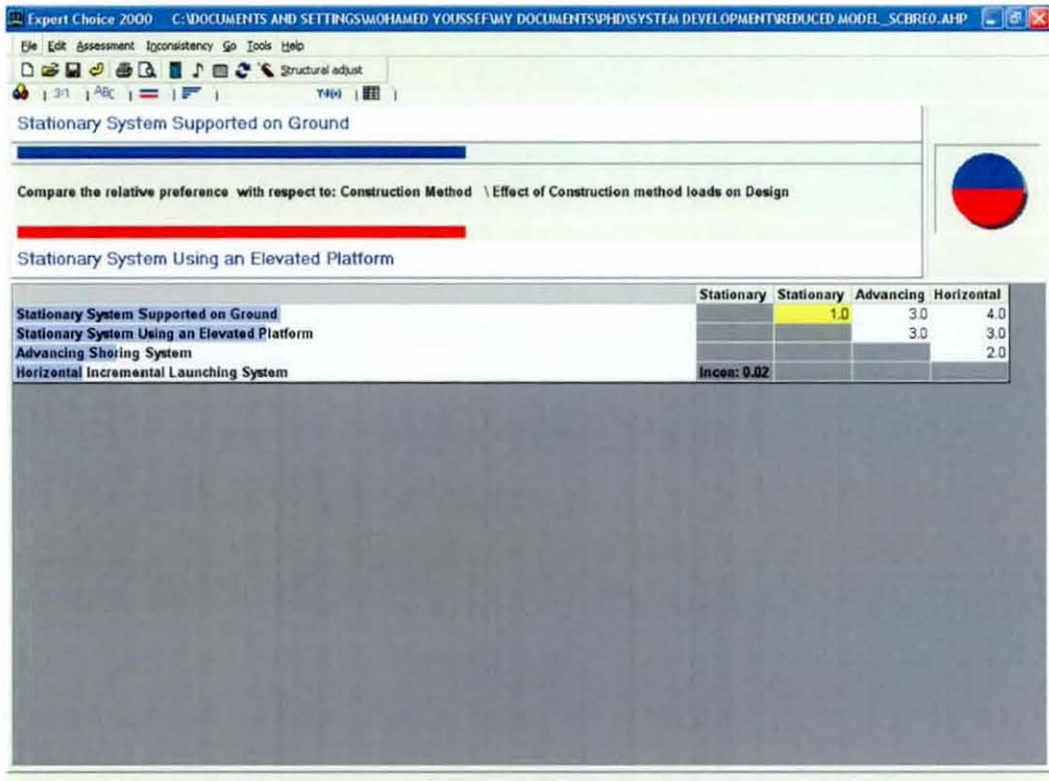 Expert Choice 2000 C:\DOCUMENTS AND SETTINGS\MOHAMED YOUSSEF\MY DOCUMENTS\PHD\SYSTEM DEVELOPMENT\REDUCED MODEL_SCBRE0.AHP
File Edit Assessment Inconsistency Go Tools Help
Structural adjust
3:1 ABC
Stationary System Supported on Ground
Compare the relative preference with respect to: Construction Method \ Effect of Construction method loads on Design
Stationary System Using an Elevated Platform
Stationary Stationary Advancing Horizontal
Stationary System Supported on Ground 1.0 3.0 4.0
Stationary System Using an Elevated Platform 3.0 3.0
Advancing Shoring System 2.0
Horizontal Incremental Launching System Incon: 0.02